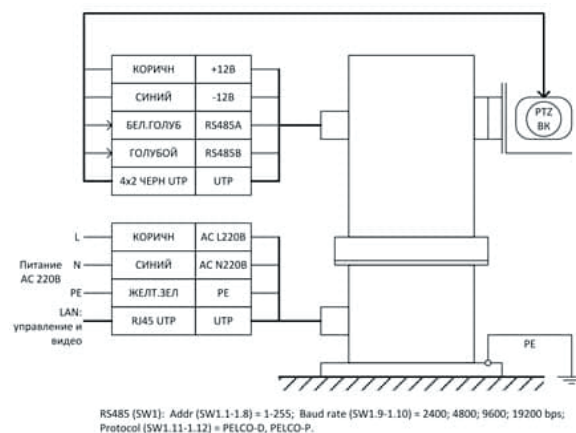 КОРИЧН +12В
СИНИЙ -12В
БЕЛ.ГОЛУБ RS485A
ГОЛУБОЙ RS485B
4x2 ЧЕРН UTP UTP
PTZ
ВК
L КОРИЧН AC L220В
Питание
AC 220В
N СИНИЙ AC N220В
PE ЖЕЛТ.ЗЕЛ PE
LAN:
управление и
видео
RJ45 UTP UTP
PE
RS485 (SW1): Addr (SW1.1-1.8) = 1-255; Baud rate (SW1.9-1.10) = 2400; 4800; 9600; 19200 bps;
Protocol (SW1.11-1.12) = PELCO-D, PELCO-P.